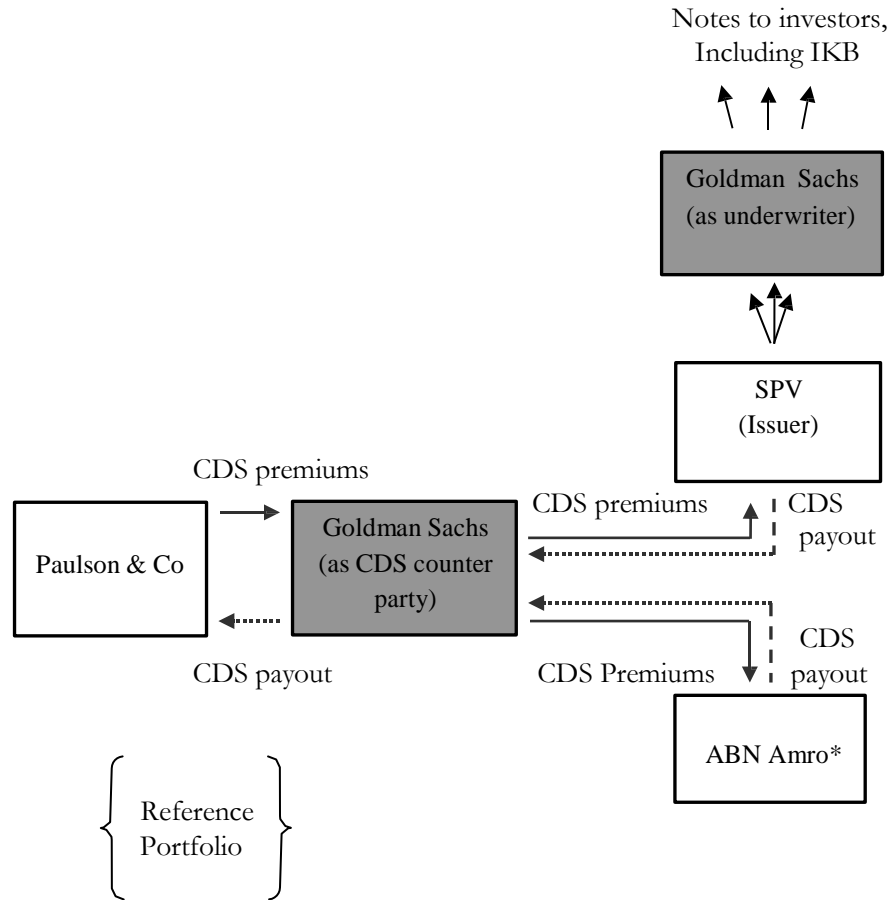 Notes to investors,
Including IKB
Goldman Sachs
(as underwriter)
SPV
(Issuer)
CDS premiums
CDS premiums
CDS
payout
Paulson & Co
Goldman Sachs
(as CDS counter
party)
CDS payout
CDS Premiums
CDS
payout
ABN Amro*
Reference
Portfolio